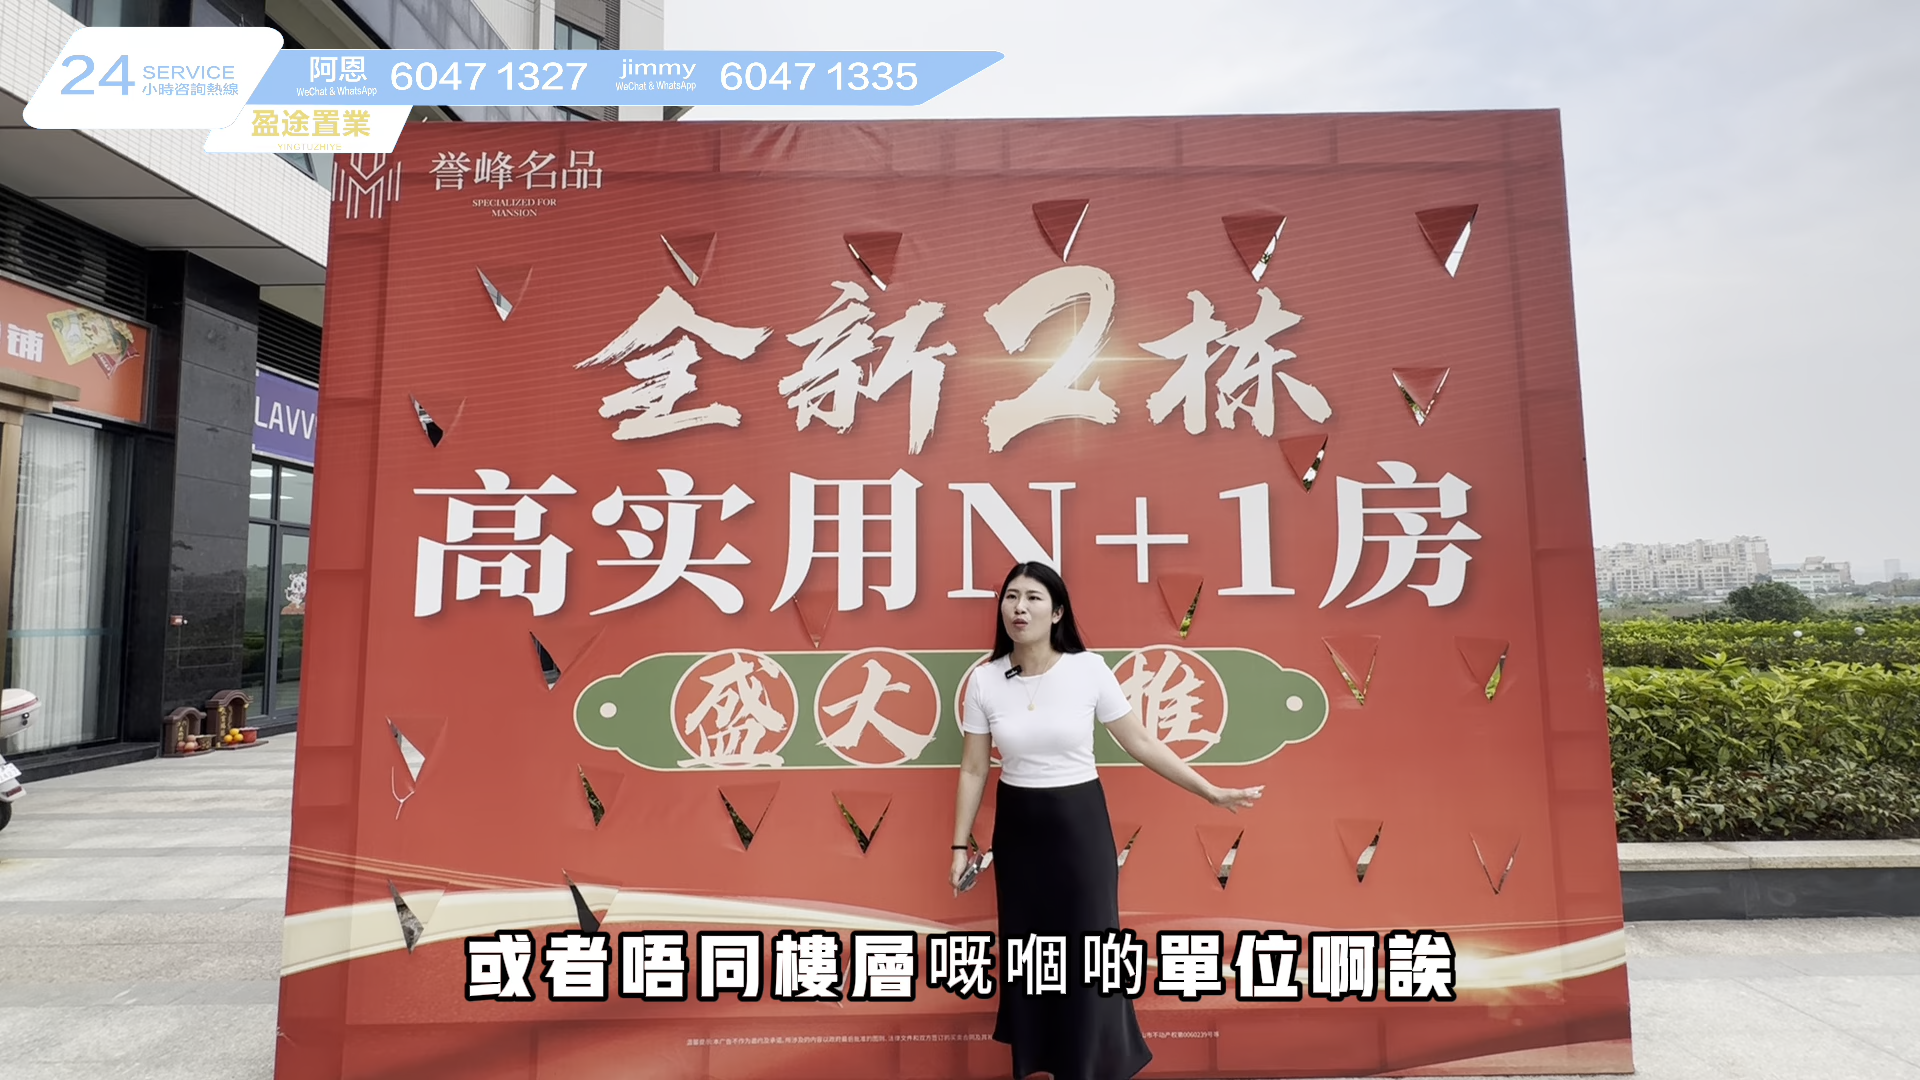 24 SERVICE
小時咨詢熱線
阿恩
WeChat & WhatsApp
6047 1327
jimmy
WeChat & WhatsApp
6047 1335
盈途置業
YINGTUZHIYE
誉峰名品
SPECIALIZED FOR
MANSION
全新2栋
高实用N+1房
盛大 推
铺
LAVV
或者唔同樓層嘅嗰啲單位啊誒